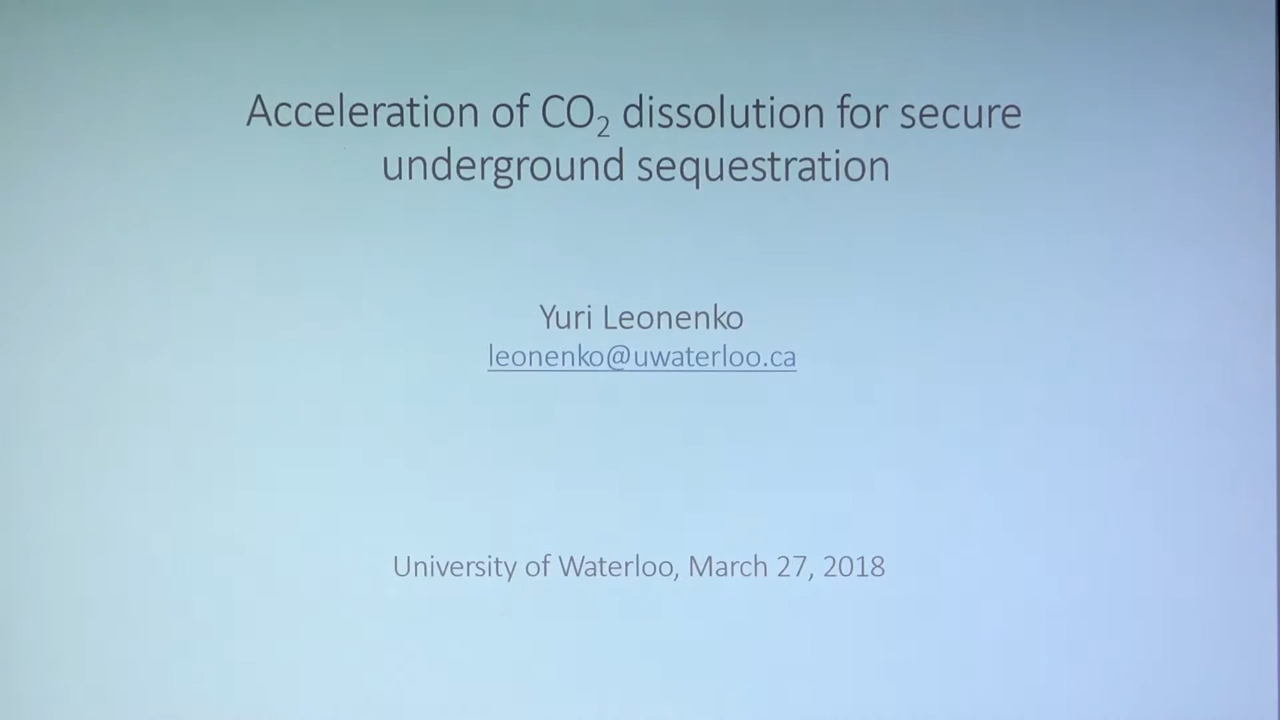 Acceleration of CO₂ dissolution for secure
underground sequestration
Yuri Leonenko
leonenko@uwaterloo.ca
University of Waterloo, March 27, 2018